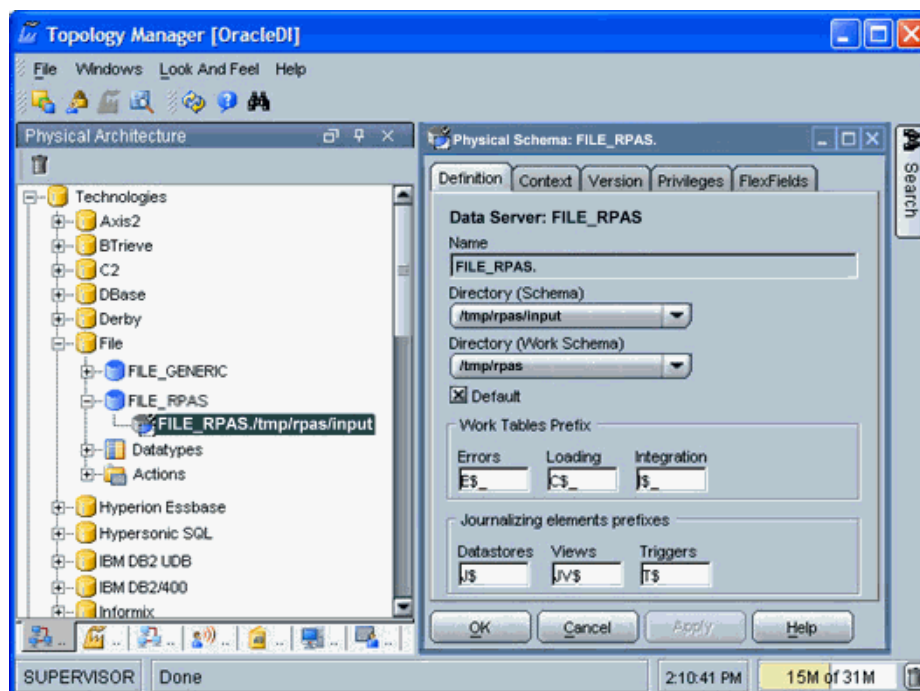 Topology Manager [OracleDI]
File Windows Look And Feel Help
Physical Architecture
Technologies
Axis2
BTrieve
C2
DBase
Derby
File
FILE_GENERIC
FILE_RPAS
FILE_RPAS./tmp/rpas/input
Datatypes
Actions
Hyperion Essbase
Hypersonic SQL
IBM DB2 UDB
IBM DB2/400
Informix
Physical Schema: FILE_RPAS.
Definition Context Version Privileges FlexFields
Data Server: FILE_RPAS
Name
FILE_RPAS.
Directory (Schema)
/tmp/rpas/input
Directory (Work Schema)
/tmp/rpas
Default
Work Tables Prefix
Errors Loading Integration
E$_ C$_ I$_
Journalizing elements prefixes
Datastores Views Triggers
J$ JV$ T$
OK Cancel Apply Help
Search
SUPERVISOR Done 2:10:41 PM 15M of 31M